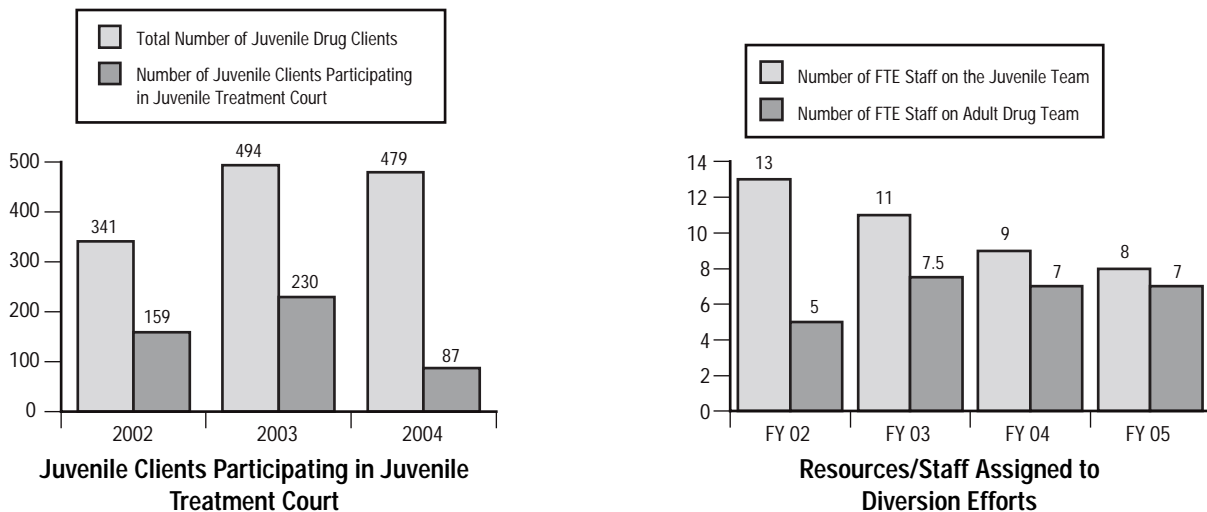 Total Number of Juvenile Drug Clients
Number of Juvenile Clients Participating
in Juvenile Treatment Court
500
400
300
200
100
0
341
159
494
230
479
87
2002
2003
2004
Juvenile Clients Participating in Juvenile
Treatment Court
Number of FTE Staff on the Juvenile Team
Number of FTE Staff on Adult Drug Team
14
12
10
8
6
4
2
0
13
5
11
7.5
9
7
8
7
FY 02
FY 03
FY 04
FY 05
Resources/Staff Assigned to
Diversion Efforts